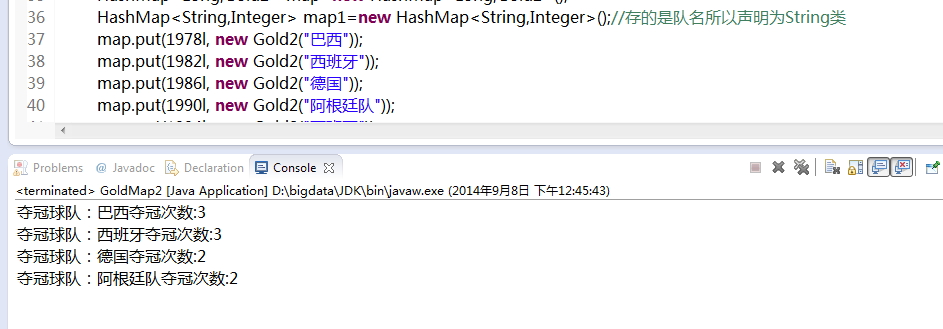 36 HashMap<String,Integer> map1=new HashMap<String,Integer>();//存的是队名所以声明为String类
37 map.put(1978l, new Gold2("巴西"));
38 map.put(1982l, new Gold2("西班牙"));
39 map.put(1986l, new Gold2("德国"));
40 map.put(1990l, new Gold2("阿根廷队"));
Problems @ Javadoc Declaration Console
<terminated> GoldMap2 [Java Application] D:\bigdata\JDK\bin\javaw.exe (2014年9月8日 下午12:45:43)
夺冠球队：巴西夺冠次数:3
夺冠球队：西班牙夺冠次数:3
夺冠球队：德国夺冠次数:2
夺冠球队：阿根廷队夺冠次数:2